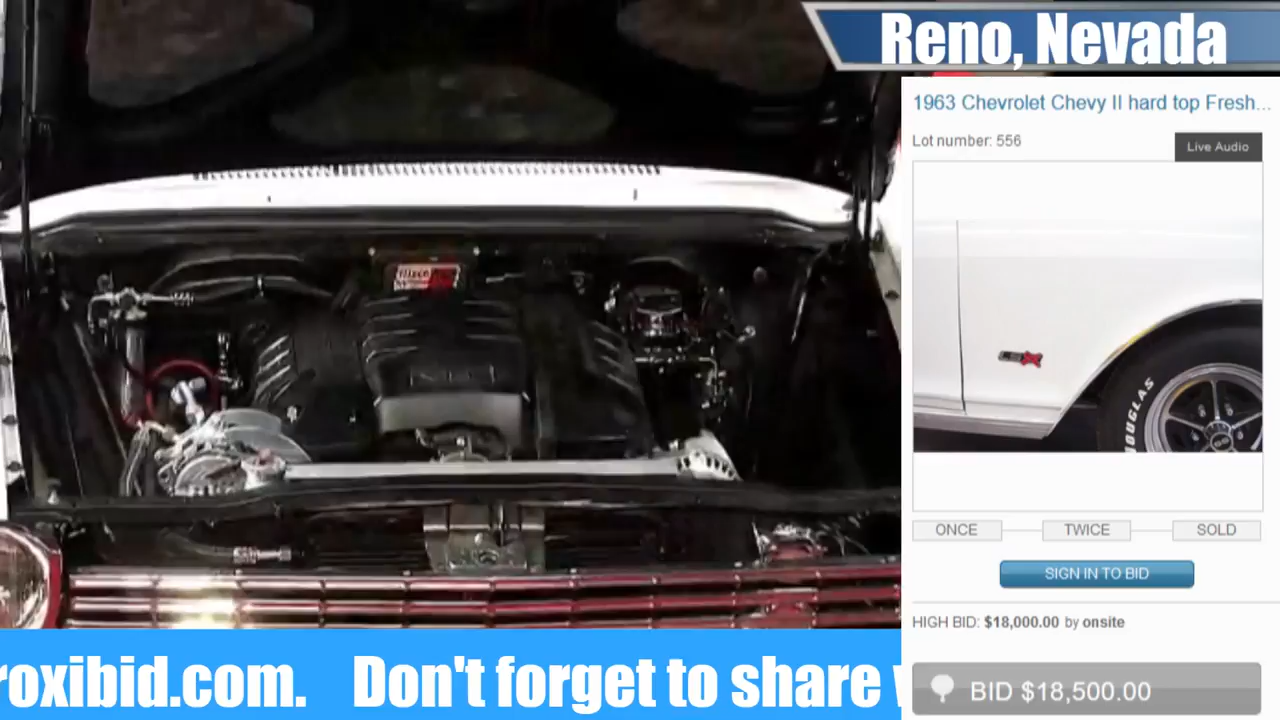 Reno, Nevada
1963 Chevrolet Chevy II hard top Fresh...
Lot number: 556
Live Audio
DOUGLAS
SS
ONCE
TWICE
SOLD
SIGN IN TO BID
HIGH BID: $18,000.00 by onsite
BID $18,500.00
roxibid.com. Don't forget to share